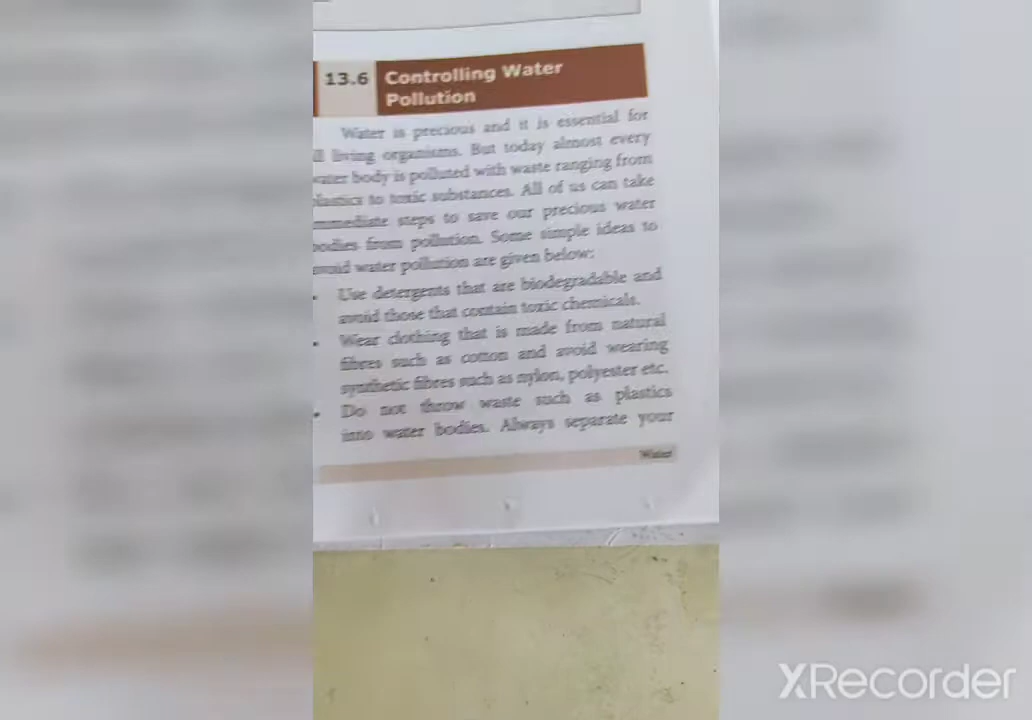 13.6 Controlling Water
Pollution
Water is precious and it is essential for
ll living organisms. But today almost every
water body is polluted with waste ranging from
plastics to toxic substances. All of us can take
immediate steps to save our precious water
bodies from pollution. Some simple ideas to
avoid water pollution are given below:
• Use detergents that are biodegradable and
avoid those that contain toxic chemicals.
• Wear clothing that is made from natural
fibres such as cotton and avoid wearing
synthetic fibres such as nylon, polyester etc.
• Do not throw waste such as plastics
into water bodies. Always separate your
Water
XRecorder